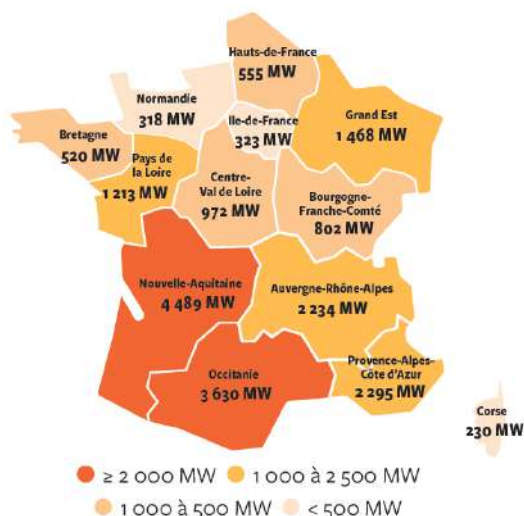 Hauts-de-France
555 MW
Normandie
318 MW
Ile-de-France
323 MW
Grand Est
1 468 MW
Bretagne
520 MW
Pays de
la Loire
1 213 MW
Centre-
Val de Loire
972 MW
Bourgogne-
Franche-Comté
802 MW
Nouvelle-Aquitaine
4 489 MW
Auvergne-Rhône-Alpes
2 234 MW
Occitanie
3 630 MW
Provence-Alpes-
Côte d'Azur
2 295 MW
Corse
230 MW
≥ 2 000 MW 1 000 à 2 500 MW
1 000 à 500 MW < 500 MW